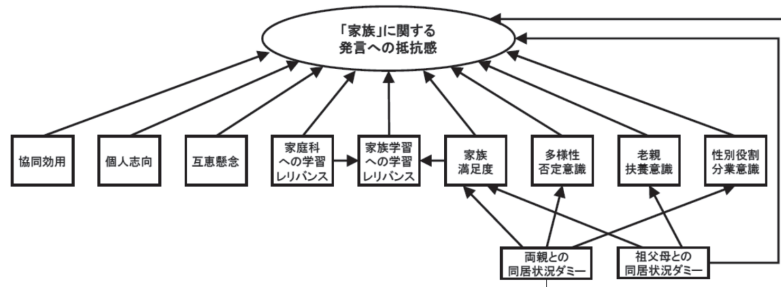 「家族」に関する
発言への抵抗感
協同効用
個人志向
互恵懸念
家庭科
への学習
レリバンス
家族学習
への学習
レリバンス
家族
満足度
多様性
否定意識
老親
扶養意識
性別役割
分業意識
両親との
同居状況ダミー
祖父母との
同居状況ダミー